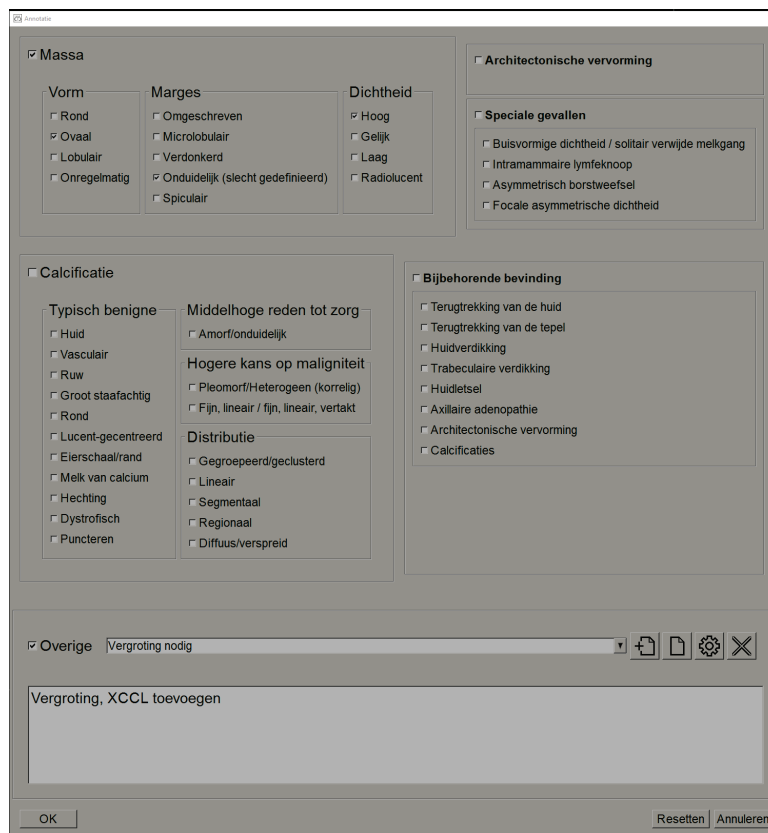 Annotatie
Massa
Vorm
Rond
Ovaal
Lobulair
Onregelmatig
Marges
Omgeschreven
Microlobulair
Verdonkerd
Onduidelijk (slecht gedefinieerd)
Spiculair
Dichtheid
Hoog
Gelijk
Laag
Radiolucent
Architectonische vervorming
Speciale gevallen
Buisvormige dichtheid / solitair verwijde melkgang
Intramammaire lymfeknoop
Asymmetrisch borstweefsel
Focale asymmetrische dichtheid
Calcificatie
Typisch benigne
Huid
Vasculair
Ruw
Groot staafachtig
Rond
Lucent-gecentreerd
Eierschaal/rand
Melk van calcium
Hechting
Dystrofisch
Puncteren
Middelhoge reden tot zorg
Amorf/onduidelijk
Hogere kans op maligniteit
Pleomorf/Heterogeen (korrelig)
Fijn, lineair / fijn, lineair, vertakt
Distributie
Gegroepeerd/geclusterd
Lineair
Segmentaal
Regionaal
Diffuus/verspreid
Bijbehorende bevinding
Terugtrekking van de huid
Terugtrekking van de tepel
Huidverdikking
Trabeculaire verdikking
Huidletsel
Axillaire adenopathie
Architectonische vervorming
Calcificaties
Overige
Vergroting nodig
Vergroting, XCCL toevoegen
OK
Resetten
Annuleren